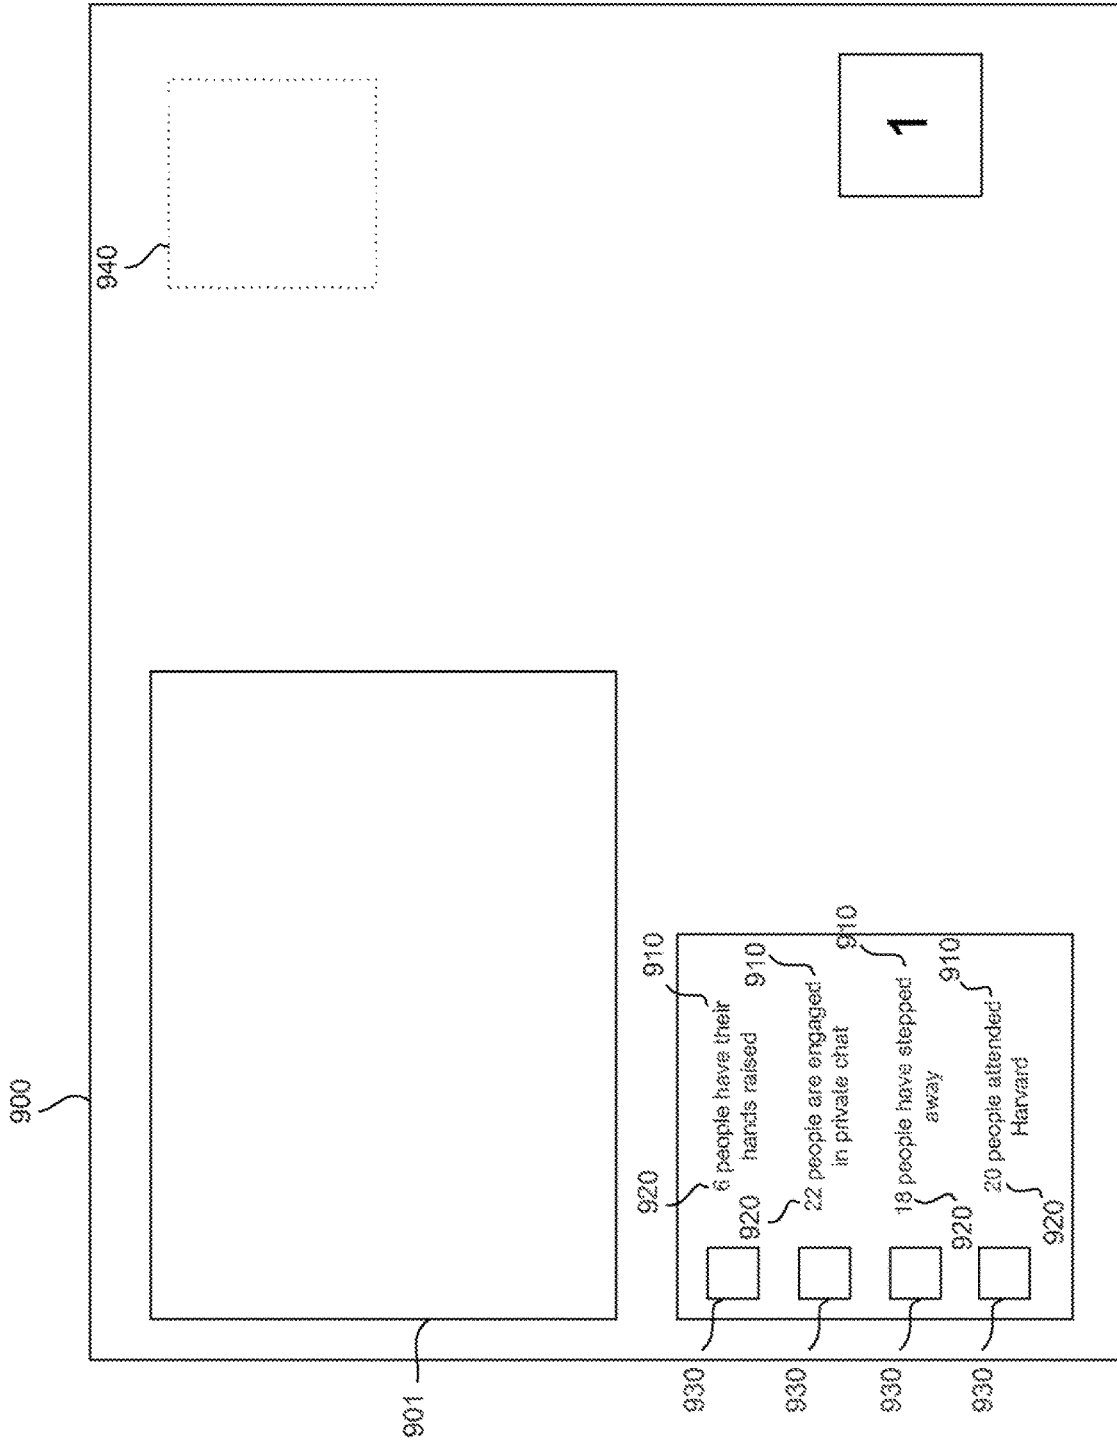 900
901
940
1
930
920
6 people have their
hands raised
910
930
920
22 people are engaged
in private chat
910
930
920
18 people have stepped
away
910
930
920
20 people attended
Harvard
910